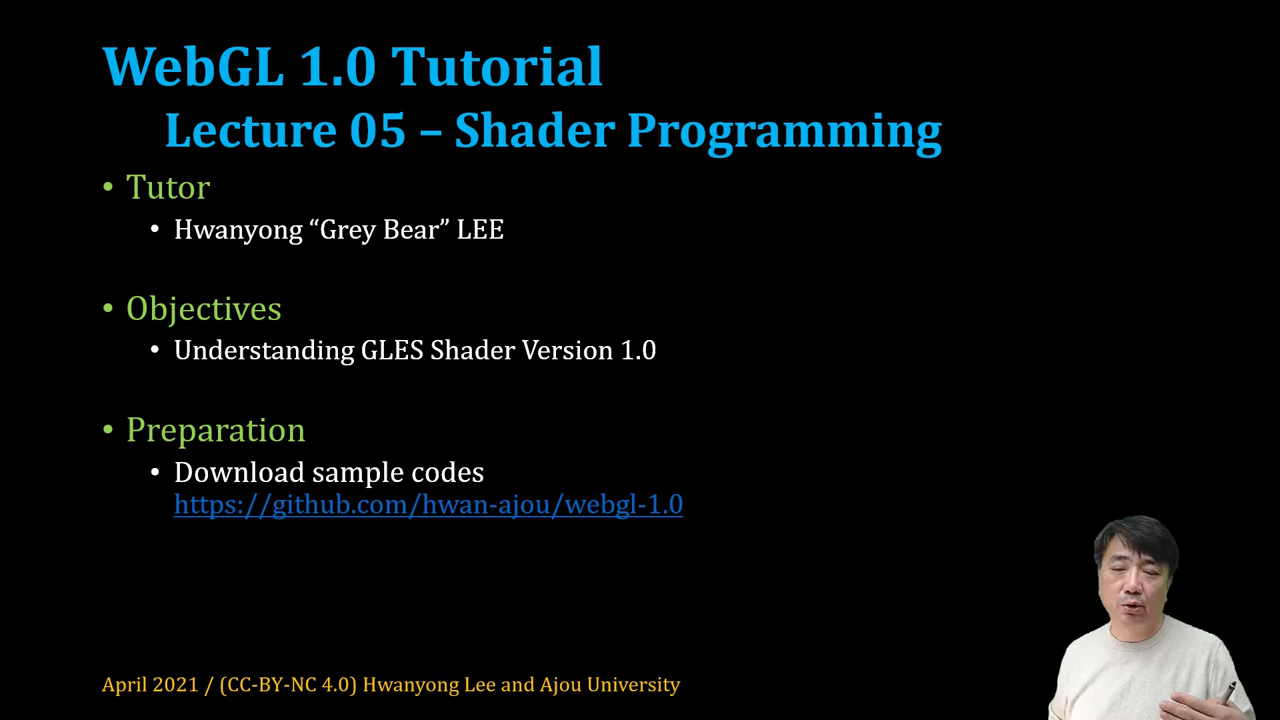 WebGL 1.0 Tutorial
Lecture 05 – Shader Programming
• Tutor
• Hwanyong “Grey Bear” LEE
• Objectives
• Understanding GLES Shader Version 1.0
• Preparation
• Download sample codes
https://github.com/hwan-ajou/webgl-1.0
April 2021 / (CC-BY-NC 4.0) Hwanyong Lee and Ajou University